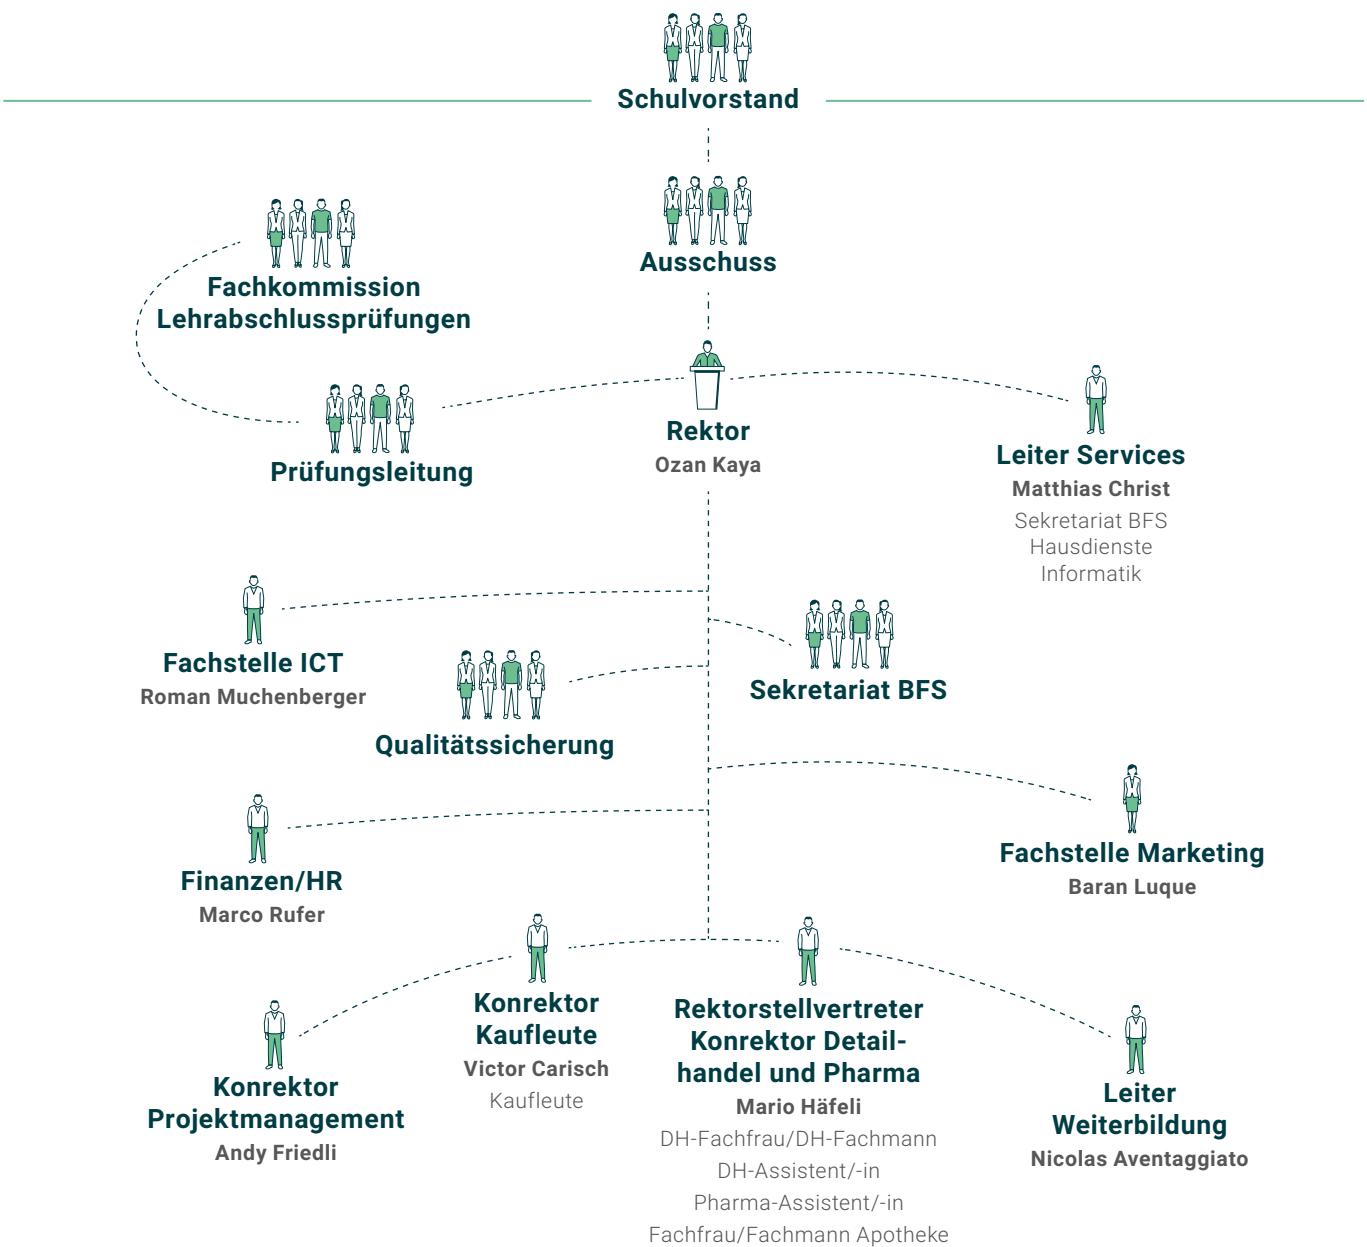 Schulvorstand
Ausschuss
Fachkommission
Lehrabschlussprüfungen
Prüfungsleitung
Rektor
Ozan Kaya
Leiter Services
Matthias Christ
Sekretariat BFS
Hausdienste
Informatik
Fachstelle ICT
Roman Muchenberger
Sekretariat BFS
Qualitätssicherung
Fachstelle Marketing
Baran Luque
Finanzen/HR
Marco Rufer
Konrektor
Projektmanagement
Andy Friedli
Konrektor
Kaufleute
Victor Carisch
Kaufleute
Rektorstellvertreter
Konrektor Detail-
handel und Pharma
Mario Häfeli
DH-Fachfrau/DH-Fachmann
DH-Assistent/-in
Pharma-Assistent/-in
Fachfrau/Fachmann Apotheke
Leiter
Weiterbildung
Nicolas Aventaggiato